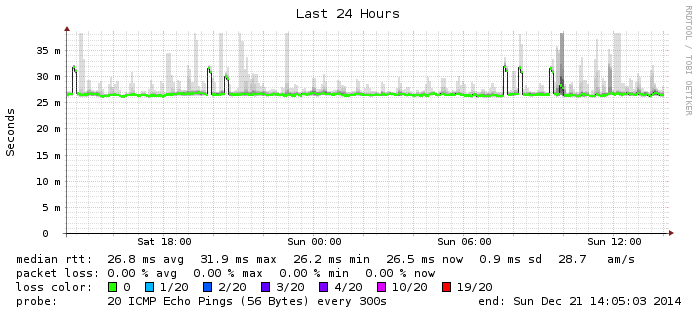 Last 24 Hours
RRDTOOL / TOBI OETIKER
Seconds
35 m
30 m
25 m
20 m
15 m
10 m
5 m
0
Sat 18:00 Sun 00:00 Sun 06:00 Sun 12:00
median rtt: 26.8 ms avg 31.9 ms max 26.2 ms min 26.5 ms now 0.9 ms sd 28.7 am/s
packet loss: 0.00 % avg 0.00 % max 0.00 % min 0.00 % now
loss color: 0 1/20 2/20 3/20 4/20 10/20 19/20
probe: 20 ICMP Echo Pings (56 Bytes) every 300s end: Sun Dec 21 14:05:03 2014